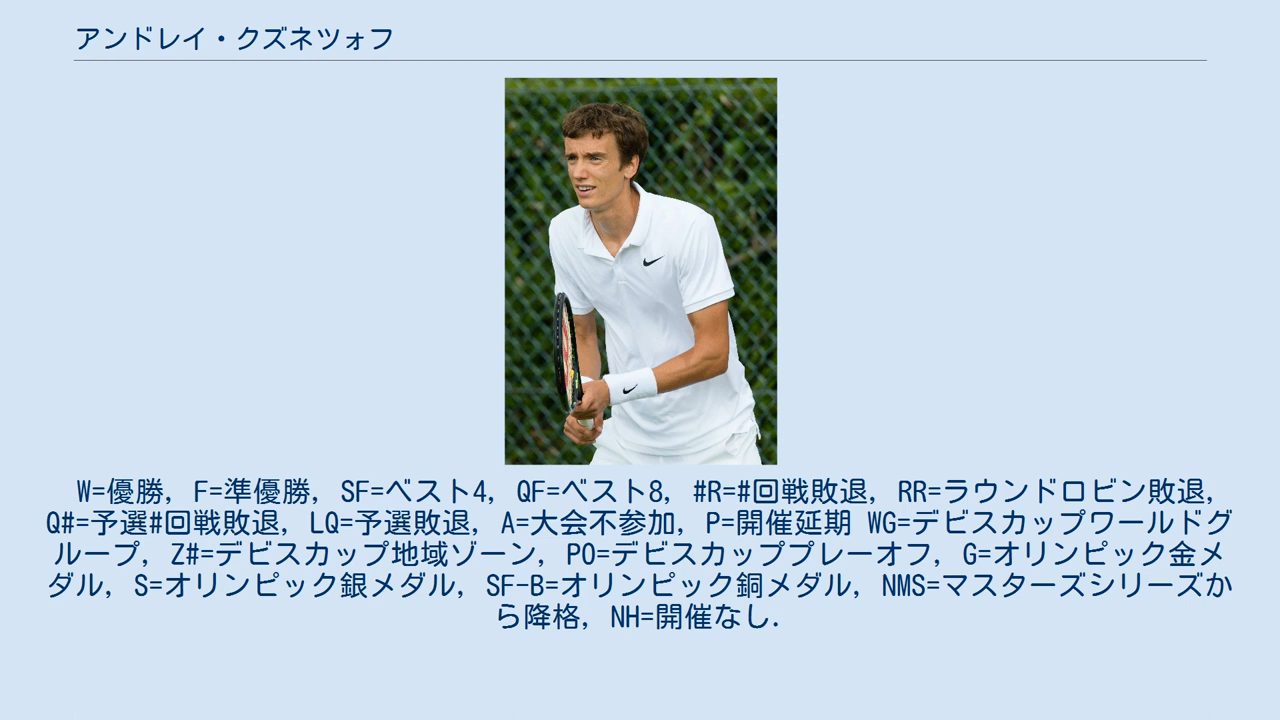 アンドレイ・クズネツォフ
W=優勝, F=準優勝, SF=ベスト4, QF=ベスト8, #R=#回戦敗退, RR=ラウンドロビン敗退,
Q#=予選#回戦敗退, LQ=予選敗退, A=大会不参加, P=開催延期 WG=デビスカップワールドグ
ループ, Z#=デビスカップ地域ゾーン, PO=デビスカッププレーオフ, G=オリンピック金メ
ダル, S=オリンピック銀メダル, SF-B=オリンピック銅メダル, NMS=マスターズシリーズか
ら降格, NH=開催なし.